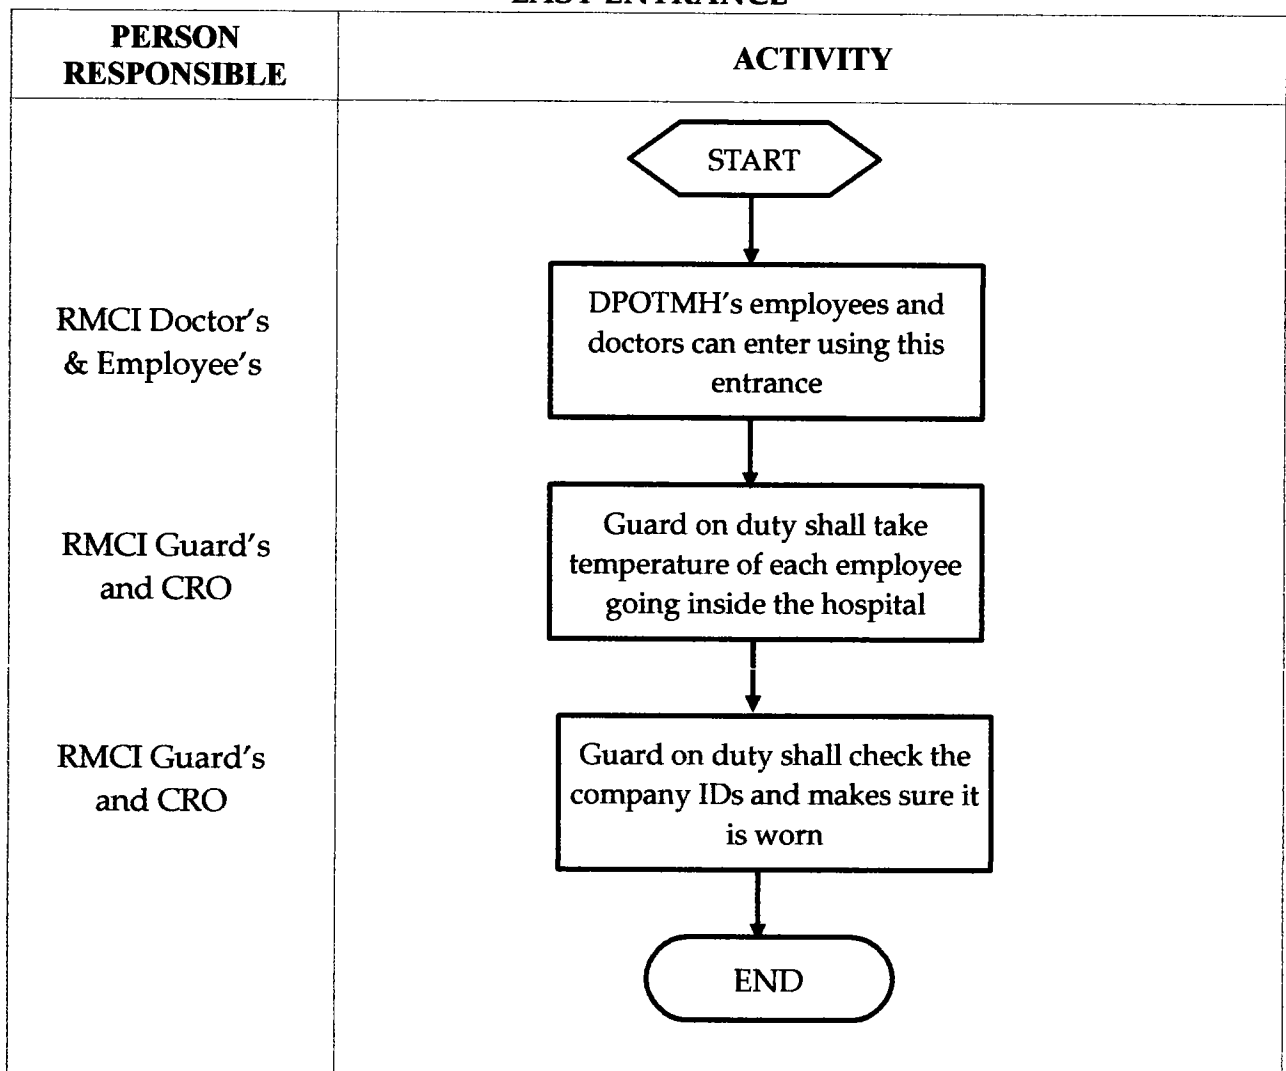 EAST ENTRANCE
PERSON
RESPONSIBLE
ACTIVITY
START
RMCI Doctor's
& Employee's
DPOTMH's employees and
doctors can enter using this
entrance
RMCI Guard's
and CRO
Guard on duty shall take
temperature of each employee
going inside the hospital
RMCI Guard's
and CRO
Guard on duty shall check the
company IDs and makes sure it
is worn
END